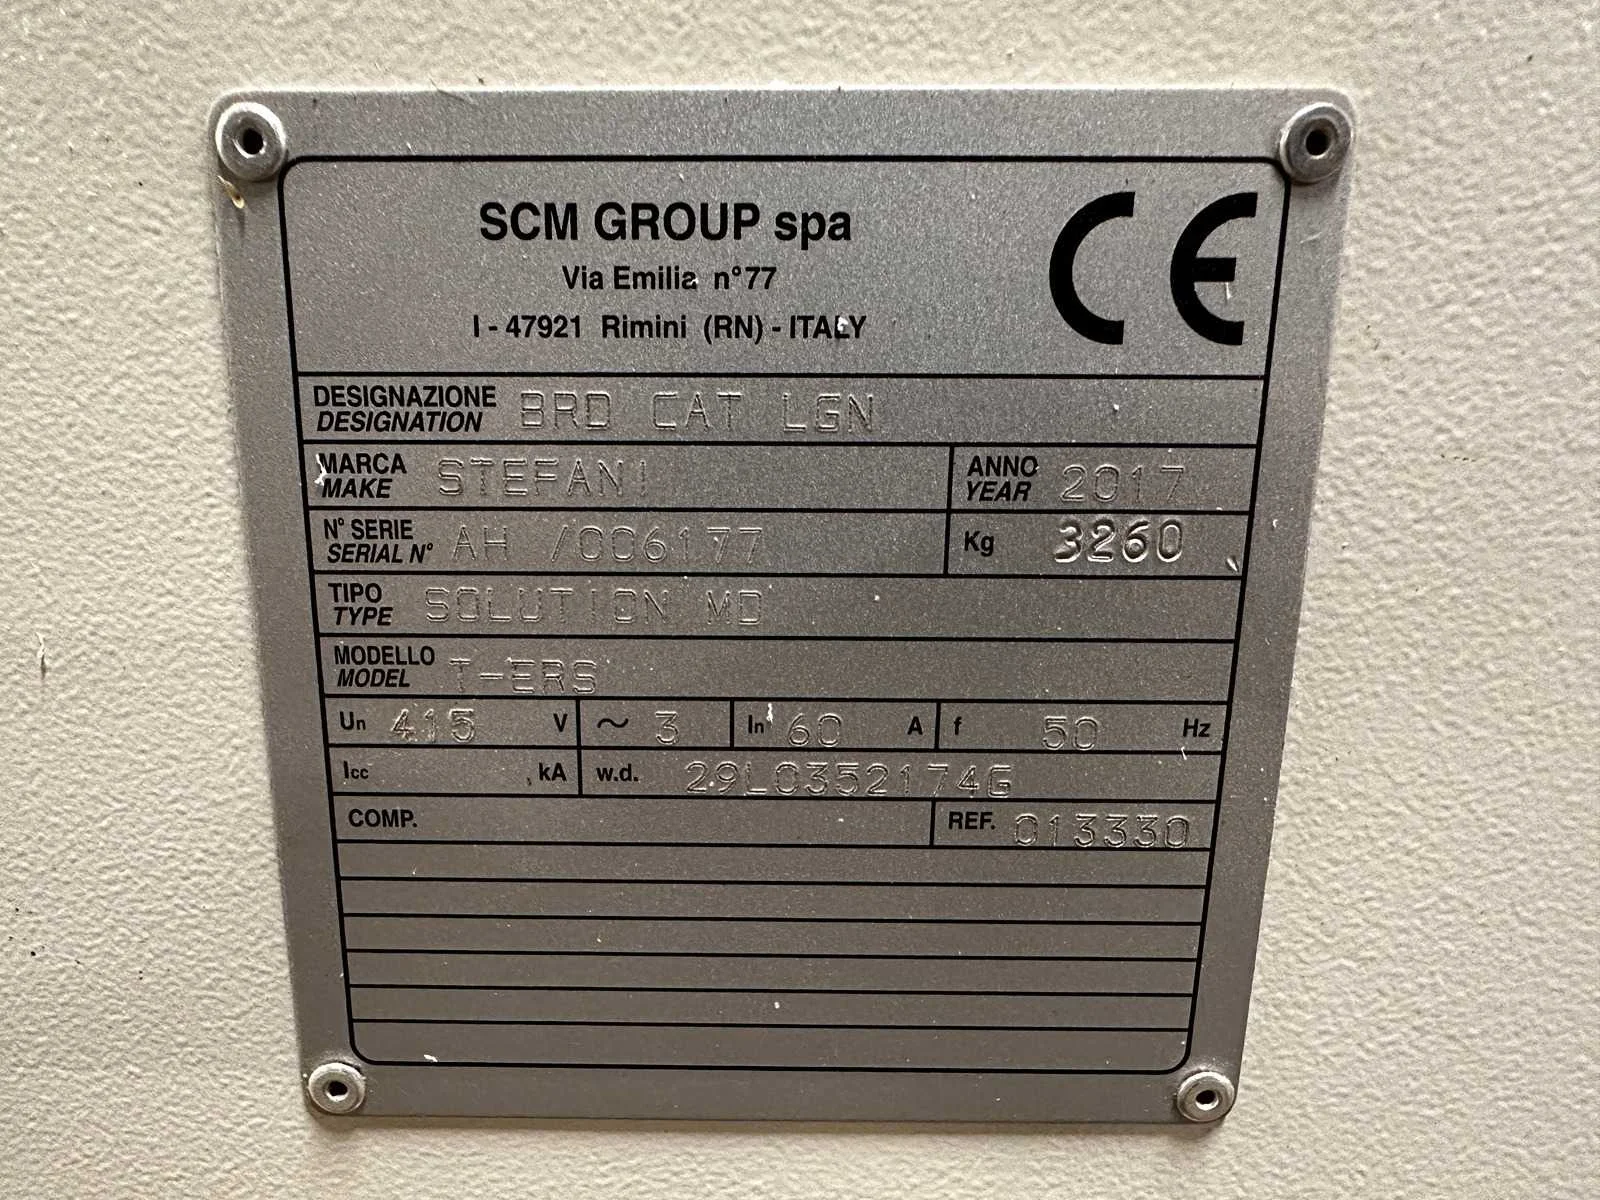 SCM GROUP spa
Via Emilia n°77
I - 47921 Rimini (RN) - ITALY
CE
DESIGNAZIONE
DESIGNATION
BRD CAT LGN
MARCA
MAKE
STEFANI
ANNO
YEAR
2017
N° SERIE
SERIAL N°
AH /006177
Kg 3260
TIPO
TYPE
SOLUTION MD
MODELLO
MODEL
T-ERS
Un 415 V ~ 3 In 60 A f 50 Hz
Icc kA w.d. 29L0352174G
COMP. REF. 013330